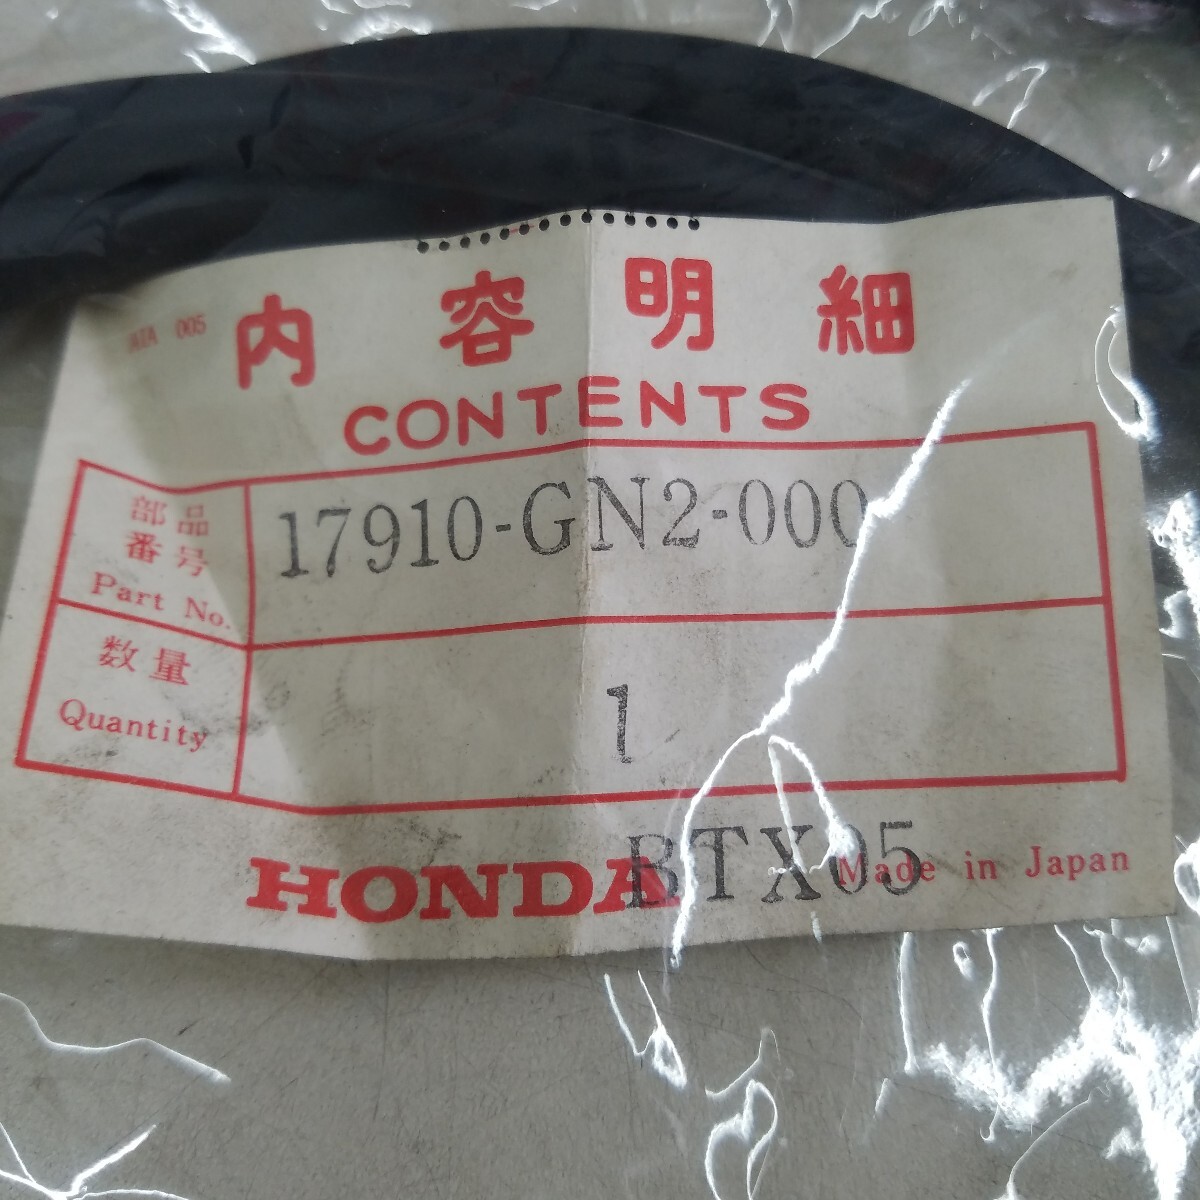 内容明細
CONTENTS
部品番号
Part No.
17910-GN2-000
数量
Quantity
1
HONDA
BTX05
Made in Japan